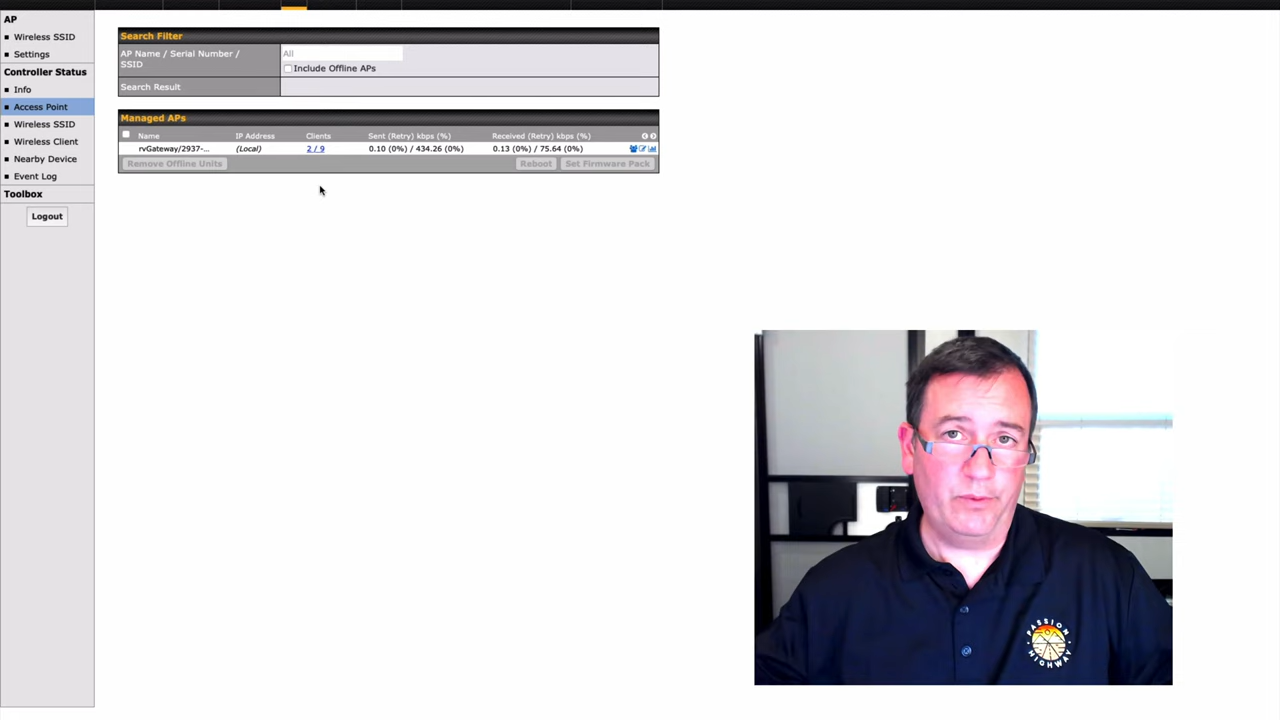 AP
Wireless SSID
Settings
Controller Status
Info
Access Point
Wireless SSID
Wireless Client
Nearby Device
Event Log
Toolbox
Logout
Search Filter
AP Name / Serial Number /
SSID
All
Include Offline APs
Search Result
Managed APs
Name IP Address Clients Sent (Retry) kbps (%) Received (Retry) kbps (%)
rvGateway/2937-... (Local) 2 / 9 0.10 (0%) / 434.26 (0%) 0.13 (0%) / 75.64 (0%)
Remove Offline Units Reboot Set Firmware Pack
PASSION
HIGHWAY